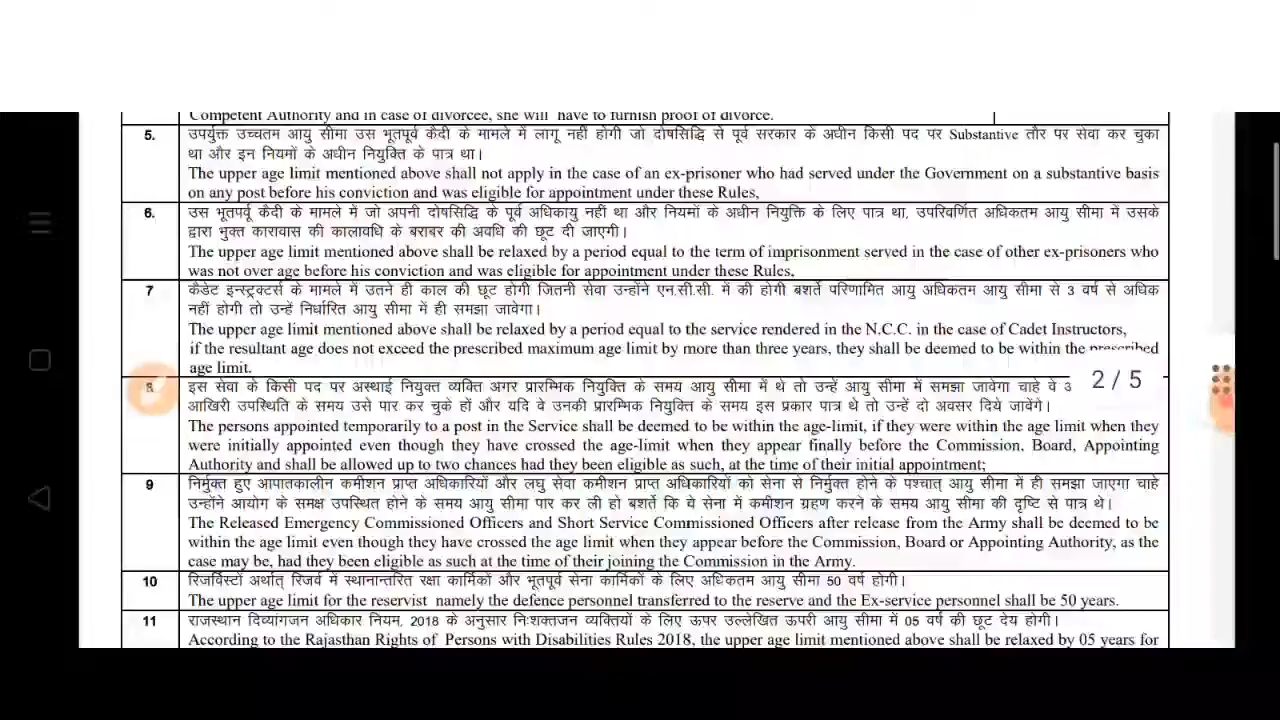 Competent Authority and in case of divorcee, she will have to furnish proof of divorce.
5. उपर्युक्त उच्चतम आयु सीमा उस भूतपूर्व कैदी के मामले में लागू नहीं होगी जो दोषसिद्धि से पूर्व सरकार के अधीन किसी पद पर Substantive तौर पर सेवा कर चुका
था और इन नियमों के अधीन नियुक्ति के पात्र था।
The upper age limit mentioned above shall not apply in the case of an ex-prisoner who had served under the Government on a substantive basis
on any post before his conviction and was eligible for appointment under these Rules,
6. उस भूतपर्वू कैदी के मामले में जो अपनी दोषसिद्धि के पूर्व अधिकायु नहीं था और नियमों के अधीन नियुक्ति के लिए पात्र था, उपरिवर्णित अधिकतम आयु सीमा में उसके
द्वारा भुक्त कारावास की कालावधि के बराबर की अवधि की छूट दी जाएगी।
The upper age limit mentioned above shall be relaxed by a period equal to the term of imprisonment served in the case of other ex-prisoners who
was not over age before his conviction and was eligible for appointment under these Rules,
7 कैडेट इन्स्ट्रक्टर्स के मामले में उतने ही काल की छूट होगी जितनी सेवा उन्होंने एन.सी.सी. में की होगी बशर्ते परिणामित आयु अधिकतम आयु सीमा से 3 वर्ष से अधिक
नहीं होगी तो उन्हें निर्धारित आयु सीमा में ही समझा जावेगा।
The upper age limit mentioned above shall be relaxed by a period equal to the service rendered in the N.C.C. in the case of Cadet Instructors,
if the resultant age does not exceed the prescribed maximum age limit by more than three years, they shall be deemed to be within the prescribed
age limit.
8 इस सेवा के किसी पद पर अस्थाई नियुक्त व्यक्ति अगर प्रारम्भिक नियुक्ति के समय आयु सीमा में थे तो उन्हें आयु सीमा में समझा जावेगा चाहे वे
2 / 5
आखिरी उपस्थिति के समय उसे पार कर चुके हों और यदि वे उनकी प्रारम्भिक नियुक्ति के समय इस प्रकार पात्र थे तो उन्हें दो अवसर दिये जावेंगे।
The persons appointed temporarily to a post in the Service shall be deemed to be within the age-limit, if they were within the age limit when they
were initially appointed even though they have crossed the age-limit when they appear finally before the Commission, Board, Appointing
Authority and shall be allowed up to two chances had they been eligible as such, at the time of their initial appointment;
9 निर्मुक्त हुए आपातकालीन कमीशन प्राप्त अधिकारियों और लघु सेवा कमीशन प्राप्त अधिकारियों को सेना से निर्मुक्त होने के पश्चात् आयु सीमा में ही समझा जाएगा चाहे
उन्होंने आयोग के समक्ष उपस्थित होने के समय आयु सीमा पार कर ली हो बशर्ते कि ये सेना में कमीशन ग्रहण करने के समय आयु सीमा की दृष्टि से पात्र थे।
The Released Emergency Commissioned Officers and Short Service Commissioned Officers after release from the Army shall be deemed to be
within the age limit even though they have crossed the age limit when they appear before the Commission, Board or Appointing Authority, as the
case may be, had they been eligible as such at the time of their joining the Commission in the Army.
10 रिजर्विस्टों अर्थात् रिजर्व में स्थानान्तरित रक्षा कार्मिकों और भूतपूर्व सेना कार्मिकों के लिए अधिकतम आयु सीमा 50 वर्ष होगी।
The upper age limit for the reservist namely the defence personnel transferred to the reserve and the Ex-service personnel shall be 50 years.
11 राजस्थान दिव्यांगजन अधिकार नियम, 2018 के अनुसार निःशक्तजन व्यक्तियों के लिए ऊपर उल्लेखित ऊपरी आयु सीमा में 05 वर्ष की छूट देय होगी।
According to the Rajasthan Rights of Persons with Disabilities Rules 2018, the upper age limit mentioned above shall be relaxed by 05 years for